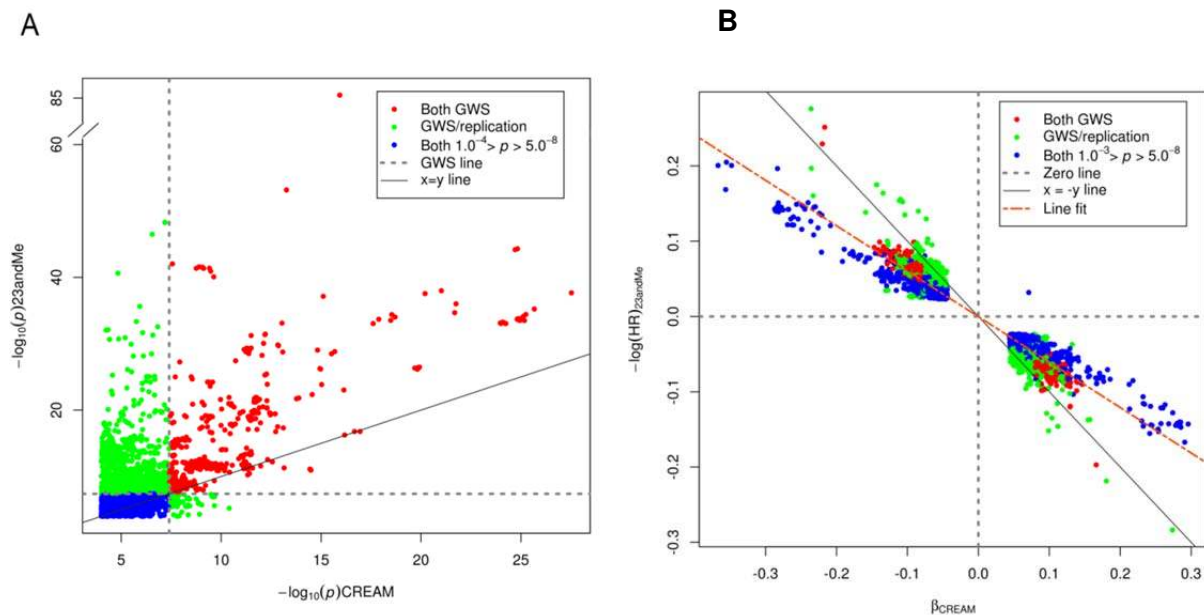 A
85
60
40
20
−log₁₀(p)23andMe
Both GWS
GWS/replication
Both 1.0⁻⁴> p > 5.0⁻⁸
GWS line
x=y line
5
10
15
20
25
−log₁₀(p)CREAM
B
0.2
0.1
0.0
-0.1
-0.2
-0.3
−log(HR)₂₃ₐₙ𝒹Mₑ
Both GWS
GWS/replication
Both 1.0⁻³> p > 5.0⁻⁸
Zero line
x = -y line
Line fit
-0.3
-0.2
-0.1
0.0
0.1
0.2
0.3
βCREAM